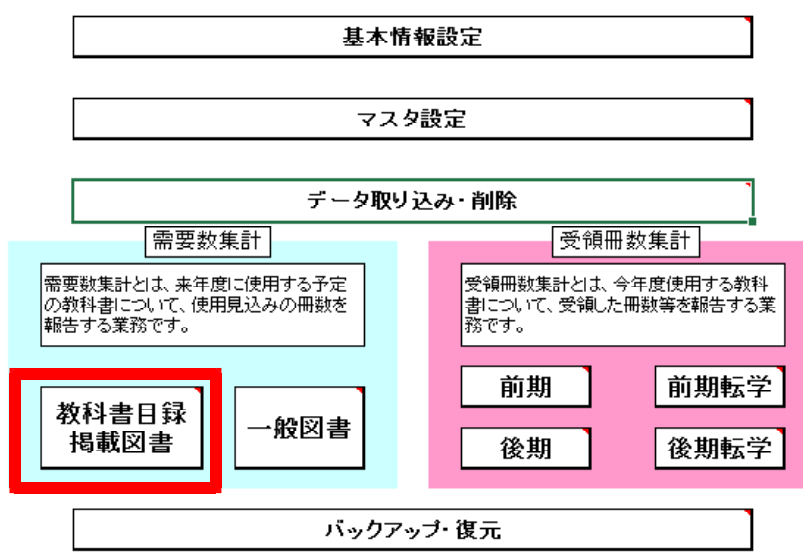 基本情報設定
マスタ設定
データ取り込み・削除
需要数集計
需要数集計とは、来年度に使用する予定
の教科書について、使用見込みの冊数を
報告する業務です。
教科書目録
掲載図書
一般図書
受領冊数集計
受領冊数集計とは、今年度使用する教科
書について、受領した冊数等を報告する業
務です。
前期
前期転学
後期
後期転学
バックアップ・復元